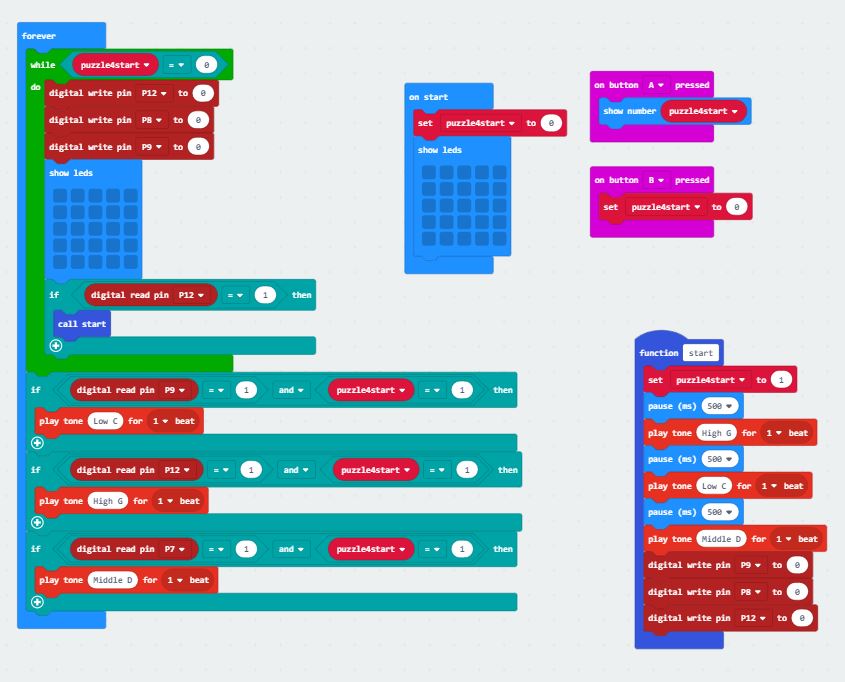 forever
while puzzle4start = 0
do digital write pin P12 to 0
digital write pin P8 to 0
digital write pin P9 to 0
show leds
if digital read pin P12 = 1 then
call start
if digital read pin P9 = 1 and puzzle4start = 1 then
play tone Low C for 1 beat
if digital read pin P12 = 1 and puzzle4start = 1 then
play tone High G for 1 beat
if digital read pin P7 = 1 and puzzle4start = 1 then
play tone Middle D for 1 beat
on start
set puzzle4start to 0
show leds
on button A pressed
show number puzzle4start
on button B pressed
set puzzle4start to 0
function start
set puzzle4start to 1
pause (ms) 500
play tone High G for 1 beat
pause (ms) 500
play tone Low C for 1 beat
pause (ms) 500
play tone Middle D for 1 beat
digital write pin P9 to 0
digital write pin P8 to 0
digital write pin P12 to 0